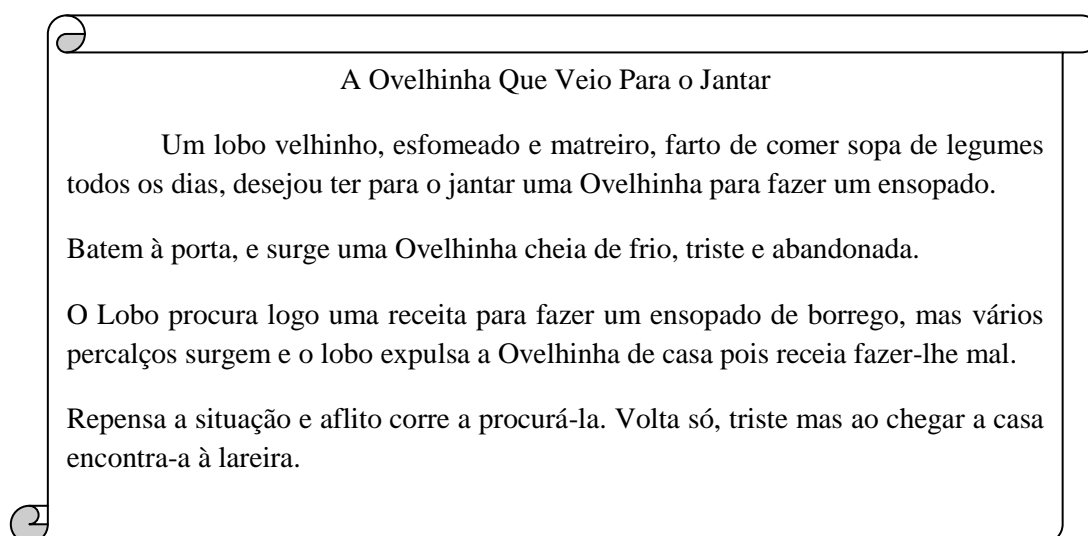 A Ovelhinha Que Veio Para o Jantar
Um lobo velhinho, esfomeado e matreiro, farto de comer sopa de legumes
todos os dias, desejou ter para o jantar uma Ovelhinha para fazer um ensopado.
Batem à porta, e surge uma Ovelhinha cheia de frio, triste e abandonada.
O Lobo procura logo uma receita para fazer um ensopado de borrego, mas vários
percalços surgem e o lobo expulsa a Ovelhinha de casa pois receia fazer-lhe mal.
Repensa a situação e aflito corre a procurá-la. Volta só, triste mas ao chegar a casa
encontra-a à lareira.